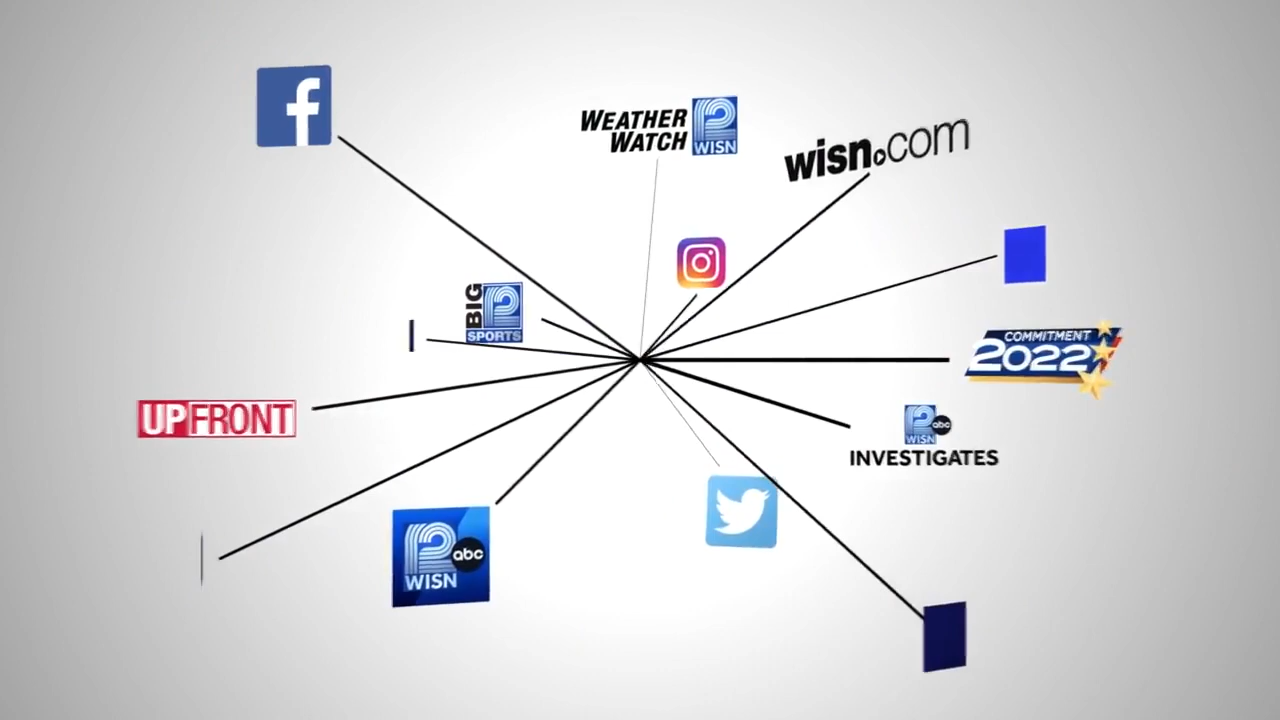 f
WEATHER
WATCH
12
WISN
wisn.com
BIG
12
SPORTS
COMMITMENT
2022
UPFRONT
12 abc
WISN
INVESTIGATES
12 abc
WISN